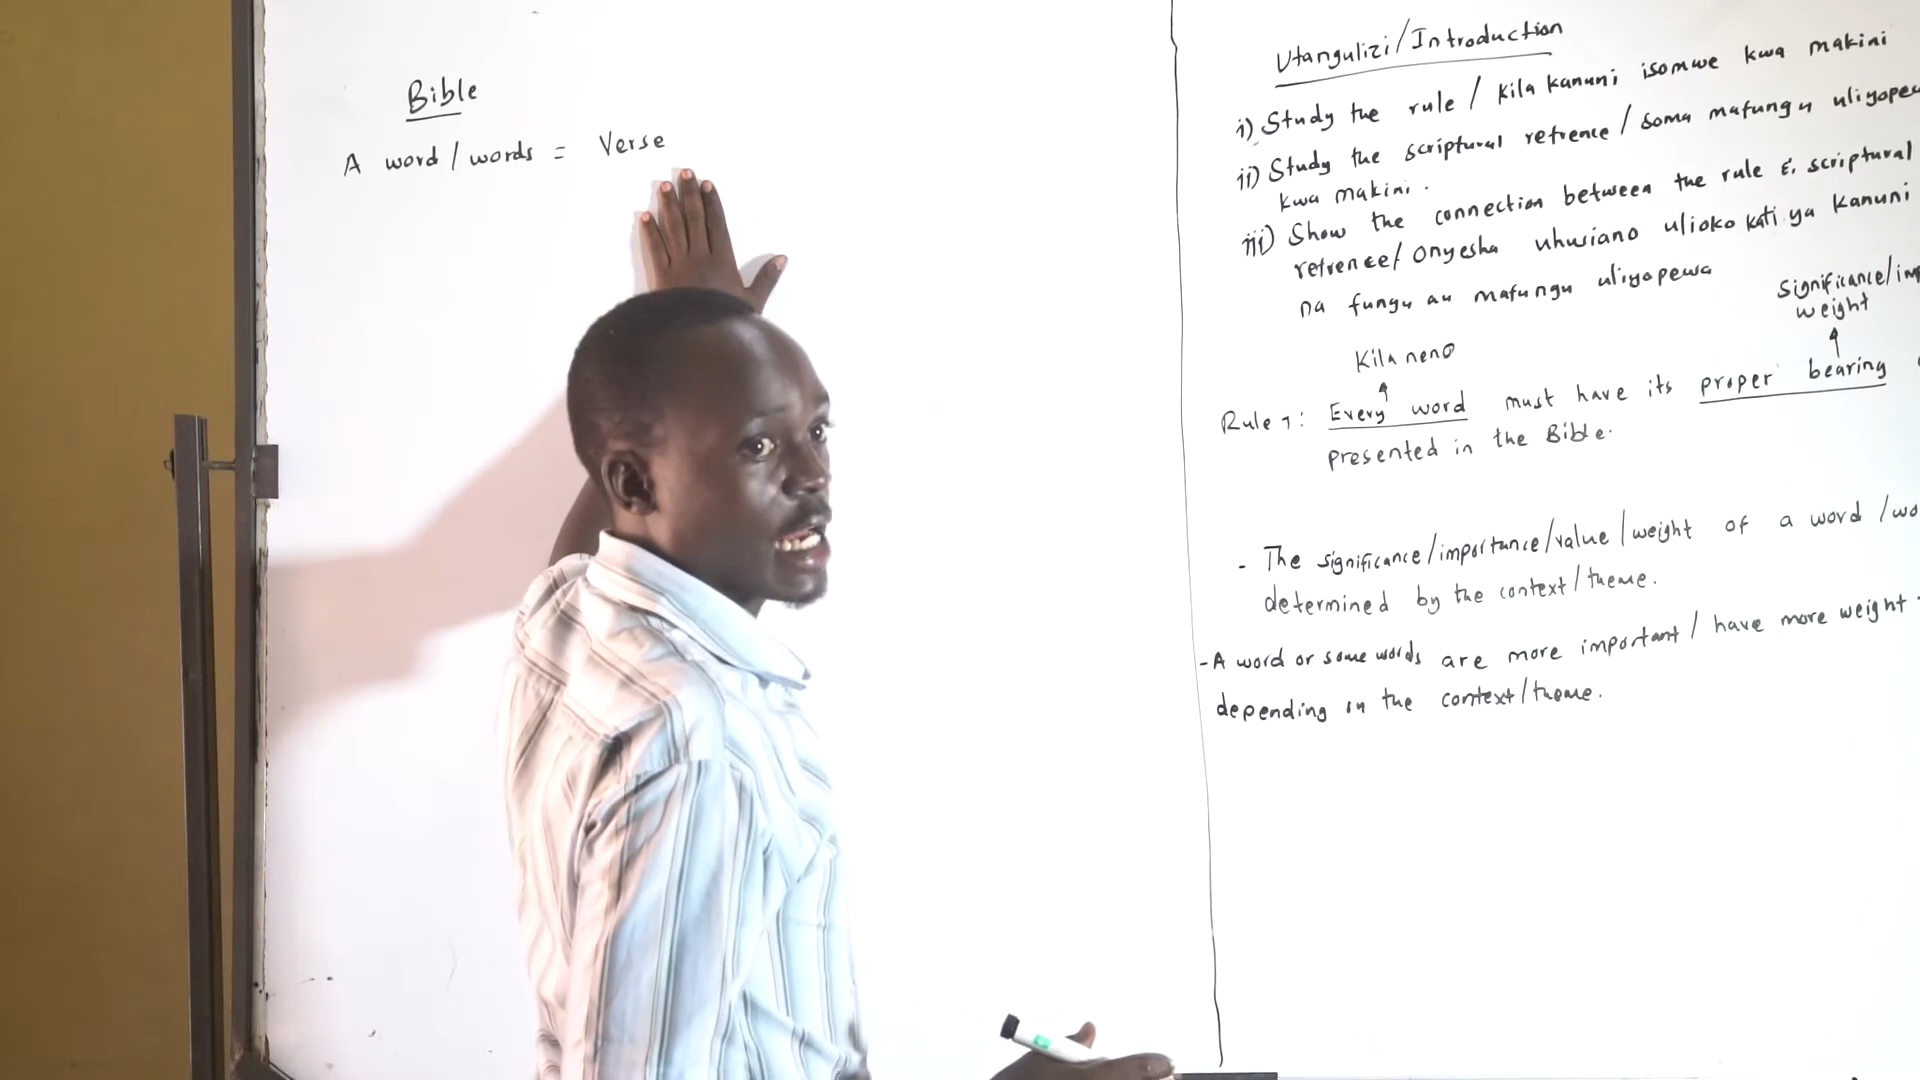 Bible
A word / words = Verse
Utangulizi/Introduction
i) Study the rule / Kila kanuni isomwe kwa makini
ii) Study the scriptural refrence / Soma mafungu uliyopewa
kwa makini.
iii) Show the connection between the rule & scriptural
refrence/ Onyesha uhusiano ulioko kati ya kanuni
na fungu au mafungu uliyopewa
Significance/
weight
Kila neno
Rule 1: Every word must have its proper bearing
presented in the Bible.
- The significance/importance/value/weight of a word /
determined by the context/theme.
- A word or some words are more important / have more weight
depending on the context/theme.